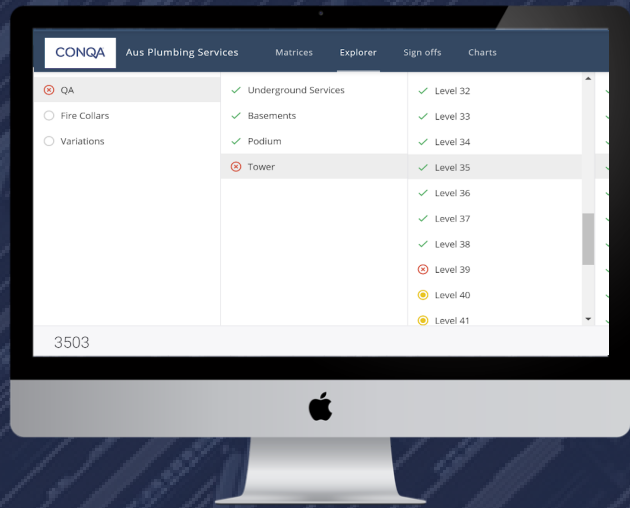 CONQA Aus Plumbing Services Matrices Explorer Sign offs Charts
QA
Fire Collars
Variations
Underground Services
Basements
Podium
Tower
Level 32
Level 33
Level 34
Level 35
Level 36
Level 37
Level 38
Level 39
Level 40
Level 41
3503